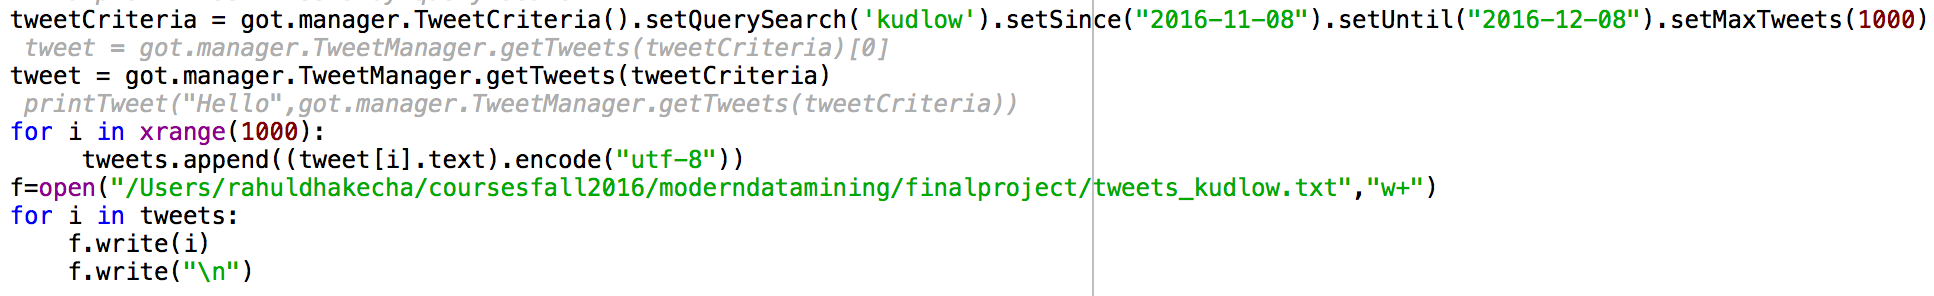 tweetCriteria = got.manager.TweetCriteria().setQuerySearch('kudlow').setSince("2016-11-08").setUntil("2016-12-08").setMaxTweets(1000)
 tweet = got.manager.TweetManager.getTweets(tweetCriteria)[0]
tweet = got.manager.TweetManager.getTweets(tweetCriteria)
 printTweet("Hello",got.manager.TweetManager.getTweets(tweetCriteria))
for i in xrange(1000):
     tweets.append((tweet[i].text).encode("utf-8"))
f=open("/Users/rahuldhakecha/coursesfall2016/moderndatamining/finalproject/tweets_kudlow.txt","w+")
for i in tweets:
    f.write(i)
    f.write("\n")